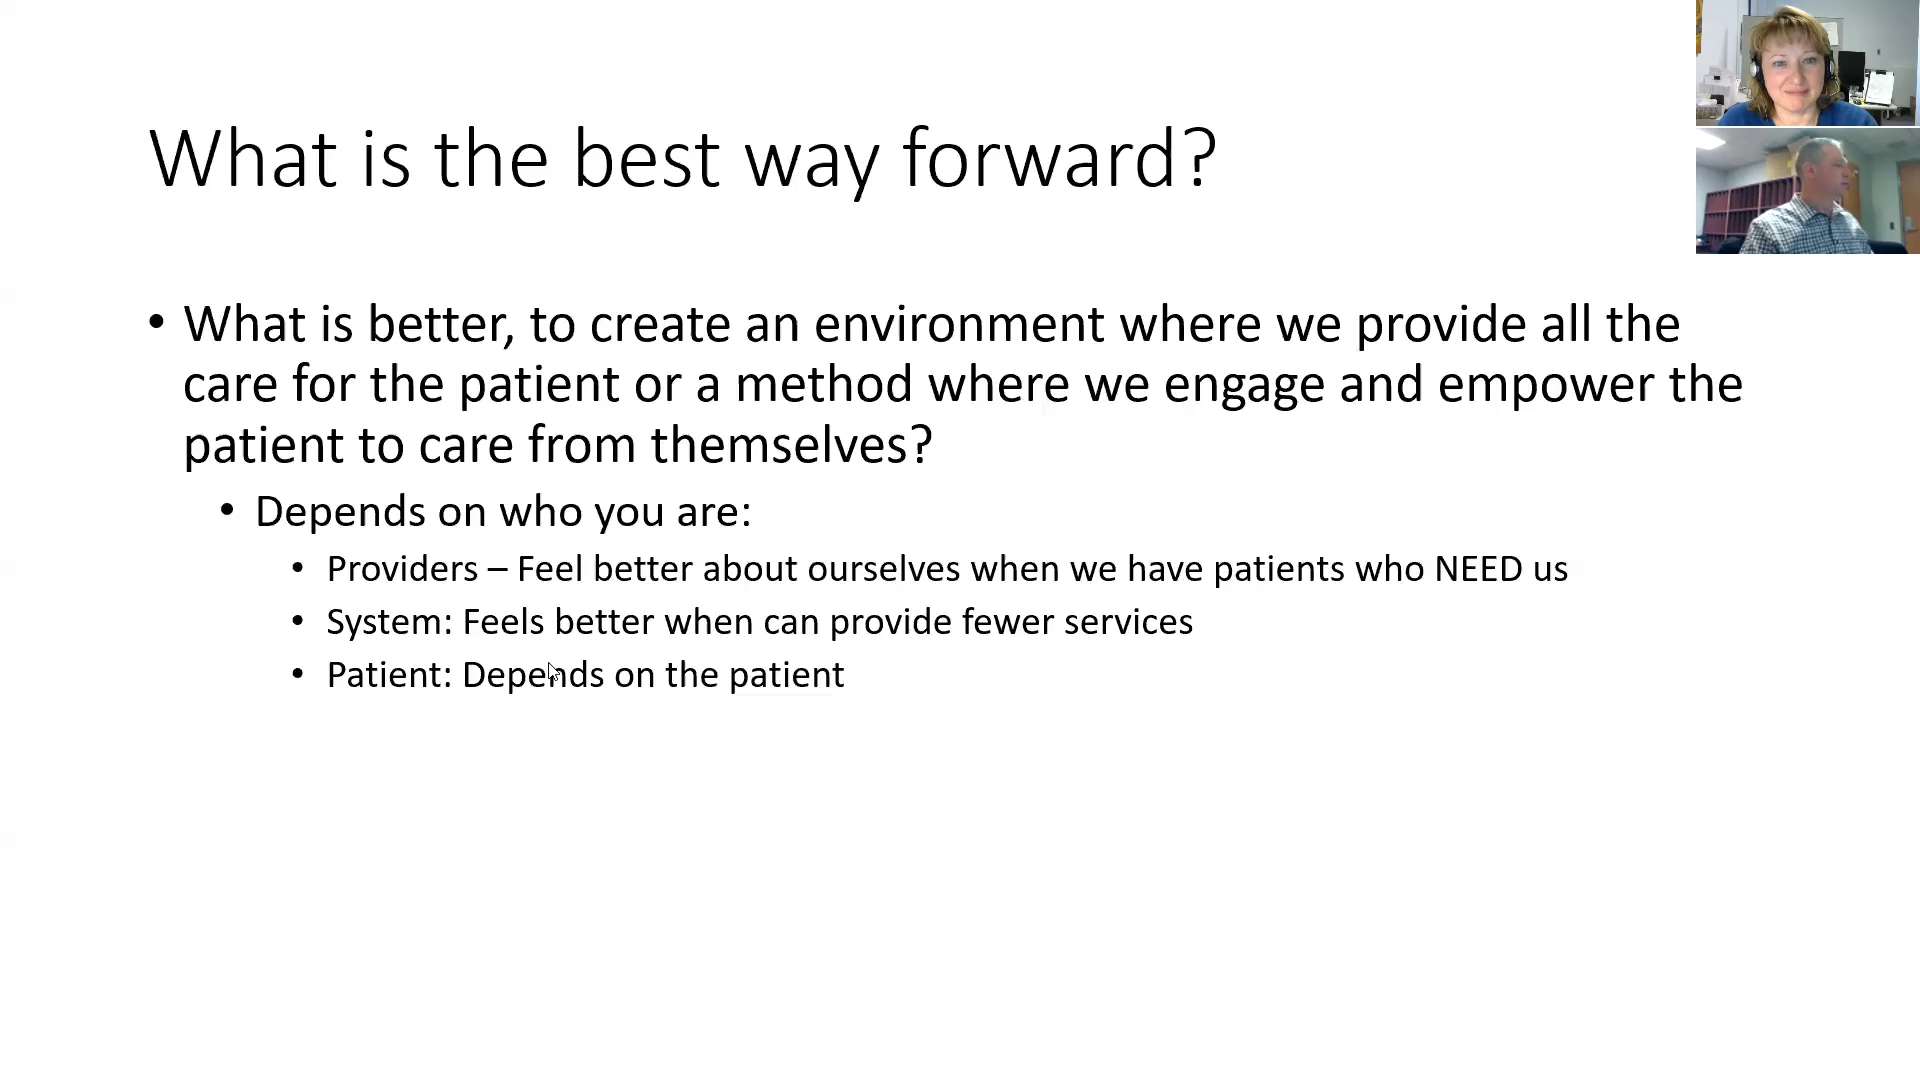 What is the best way forward?
• What is better, to create an environment where we provide all the
care for the patient or a method where we engage and empower the
patient to care from themselves?
• Depends on who you are:
• Providers – Feel better about ourselves when we have patients who NEED us
• System: Feels better when can provide fewer services
• Patient: Depends on the patient